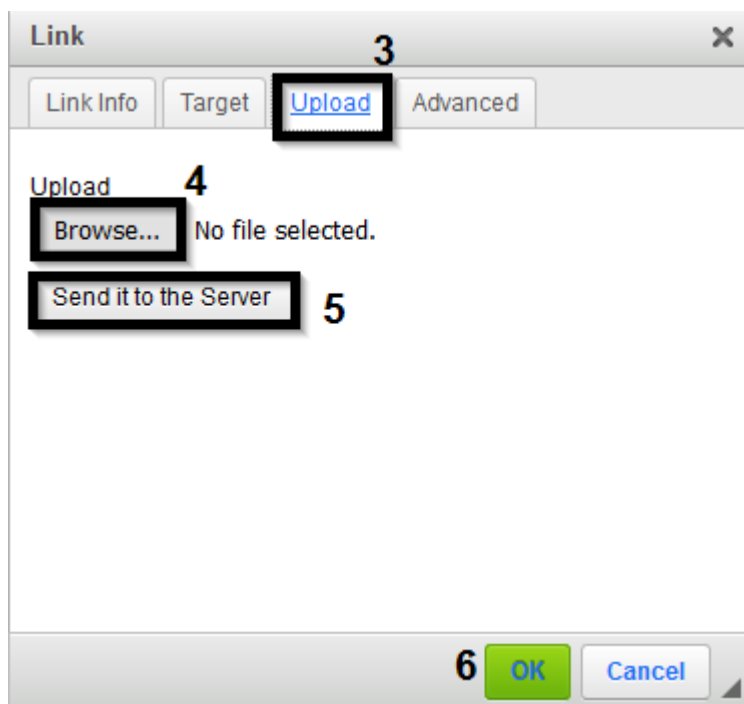 Link
3
Link Info Target Upload Advanced
Upload 4
Browse... No file selected.
Send it to the Server 5
6 OK Cancel